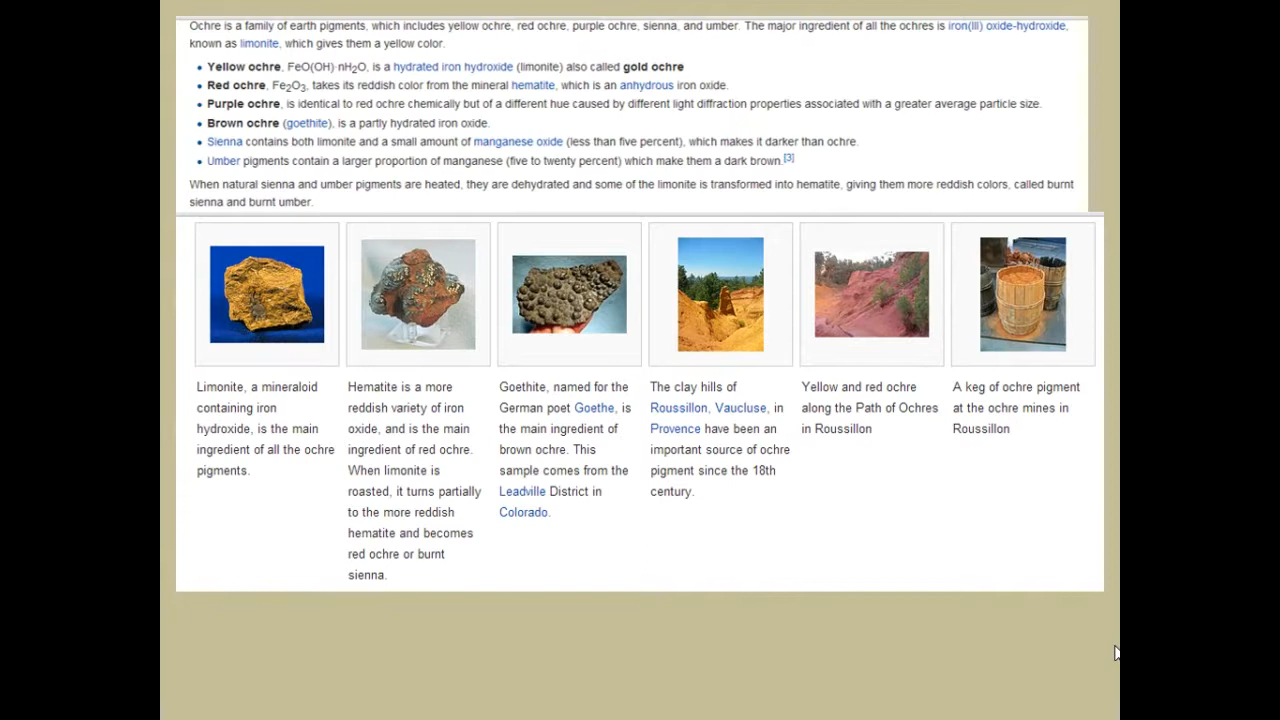 Ochre is a family of earth pigments, which includes yellow ochre, red ochre, purple ochre, sienna, and umber. The major ingredient of all the ochres is iron(III) oxide-hydroxide,
known as limonite, which gives them a yellow color.
• Yellow ochre, FeO(OH)·nH₂O, is a hydrated iron hydroxide (limonite) also called gold ochre
• Red ochre, Fe₂O₃, takes its reddish color from the mineral hematite, which is an anhydrous iron oxide.
• Purple ochre, is identical to red ochre chemically but of a different hue caused by different light diffraction properties associated with a greater average particle size.
• Brown ochre (goethite), is a partly hydrated iron oxide.
• Sienna contains both limonite and a small amount of manganese oxide (less than five percent), which makes it darker than ochre.
• Umber pigments contain a larger proportion of manganese (five to twenty percent) which make them a dark brown.[3]
When natural sienna and umber pigments are heated, they are dehydrated and some of the limonite is transformed into hematite, giving them more reddish colors, called burnt
sienna and burnt umber.
Limonite, a mineraloid
containing iron
hydroxide, is the main
ingredient of all the ochre
pigments.
Hematite is a more
reddish variety of iron
oxide, and is the main
ingredient of red ochre.
When limonite is
roasted, it turns partially
to the more reddish
hematite and becomes
red ochre or burnt
sienna.
Goethite, named for the
German poet Goethe, is
the main ingredient of
brown ochre. This
sample comes from the
Leadville District in
Colorado.
The clay hills of
Roussillon, Vaucluse, in
Provence have been an
important source of ochre
pigment since the 18th
century.
Yellow and red ochre
along the Path of Ochres
in Roussillon
A keg of ochre pigment
at the ochre mines in
Roussillon